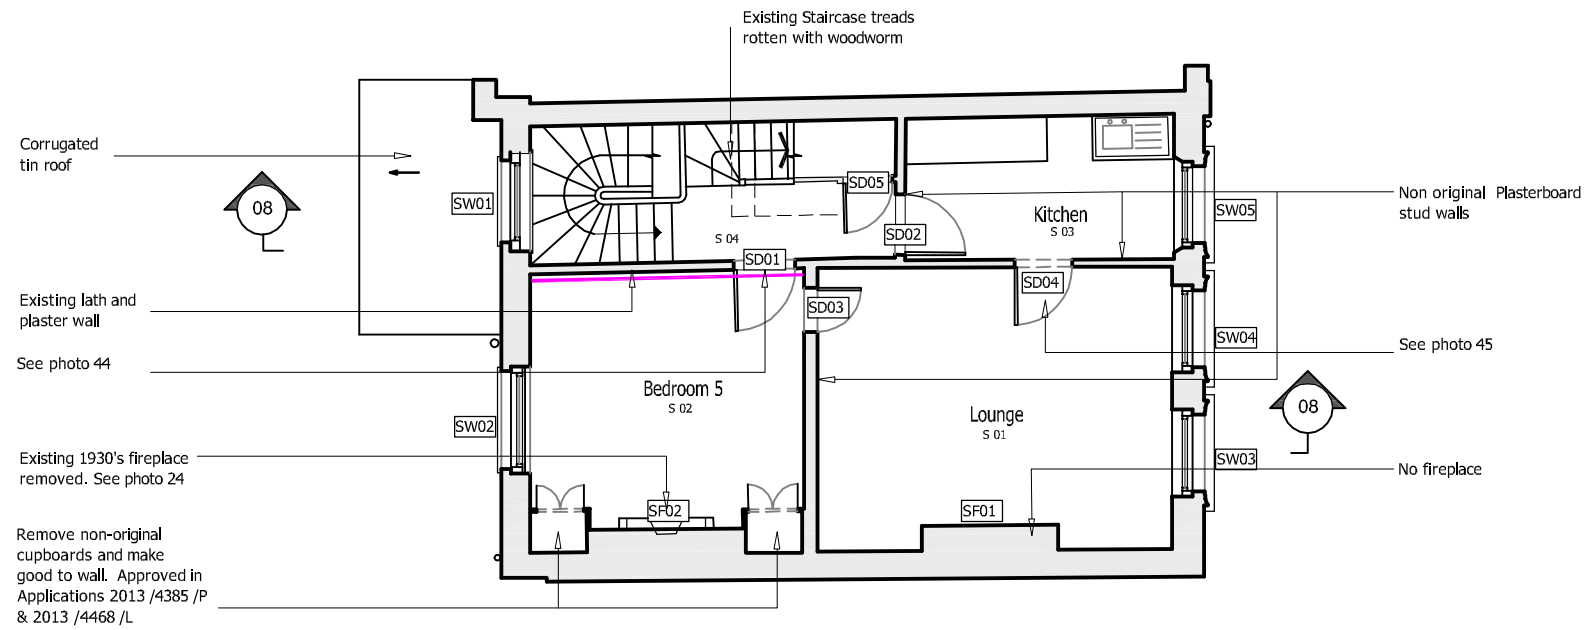 Existing Staircase treads
rotten with woodworm
Corrugated
tin roof
08
SW01
SD05
SD02
Kitchen
S 03
SW05
Non original Plasterboard
stud walls
S 04
SD01
SD03
SD04
SW04
Existing lath and
plaster wall
See photo 44
See photo 45
Bedroom 5
S 02
Lounge
S 01
08
SW02
SW03
Existing 1930's fireplace
removed. See photo 24
No fireplace
SF02
SF01
Remove non-original
cupboards and make
good to wall. Approved in
Applications 2013 /4385 /P
& 2013 /4468 /L